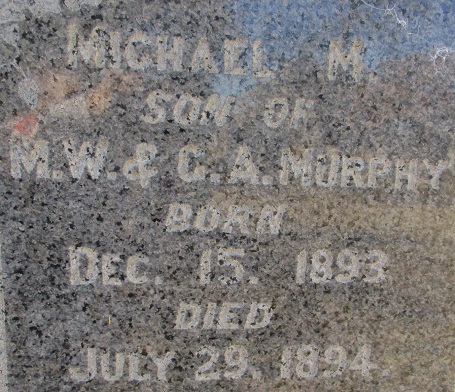 MICHAEL M.
SON OF
M.W. & C.A. MURPHY
BORN
DEC. 15, 1893
DIED
JULY 29, 1894.